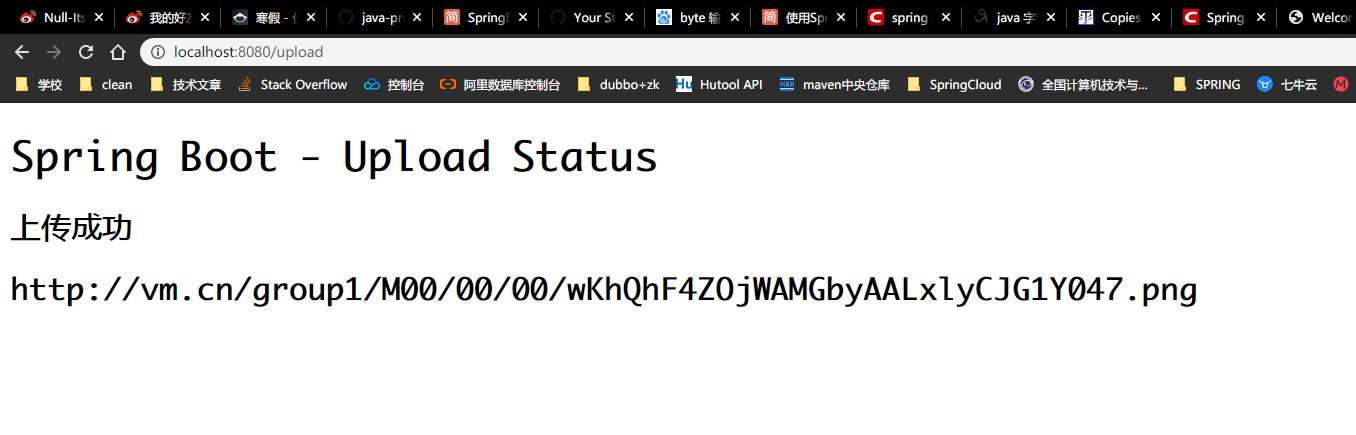 Null-Its 我的好 寒假 - java-pr Spring Your St byte 输 使用Spr spring java 字 Copies Spring Welcor
localhost:8080/upload
学校 clean 技术文章 Stack Overflow 控制台 阿里数据库控制台 dubbo+zk Hutool API maven中央仓库 SpringCloud 全国计算机技术与... SPRING 七牛云
Spring Boot - Upload Status
上传成功
http://vm.cn/group1/M00/00/00/wKhQhF4ZOjWAMGbyAALxlyCJG1Y047.png